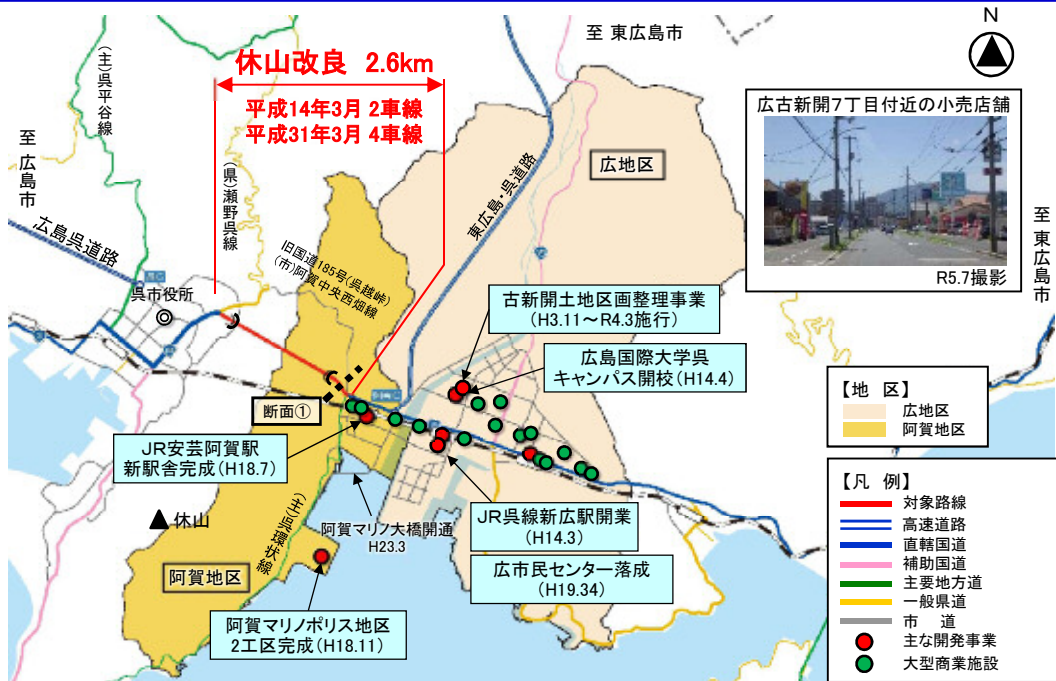 至 東広島市
N
休山改良 2.6km
平成14年3月 2車線
平成31年3月 4車線
(主)呉平谷線
至 広島市
(県)瀬野呉線
広島呉道路
呉市役所
旧国道185号(呉越峠)
(市)阿賀中央西畑線
東広島・呉道路
広地区
広古新開7丁目付近の小売店舗
R5.7撮影
至 東広島市
古新開土地区画整理事業
(H3.11～R4.3施行)
広島国際大学呉
キャンパス開校(H14.4)
断面①
JR安芸阿賀駅
新駅舎完成(H18.7)
休山
(主)呉環状線
阿賀マリノ大橋開通
H23.3
JR呉線新広駅開業
(H14.3)
広市民センター落成
(H19.34)
阿賀地区
阿賀マリノポリス地区
2工区完成(H18.11)
【地 区】
広地区
阿賀地区
【凡 例】
対象路線
高速道路
直轄国道
補助国道
主要地方道
一般県道
市 道
主な開発事業
大型商業施設